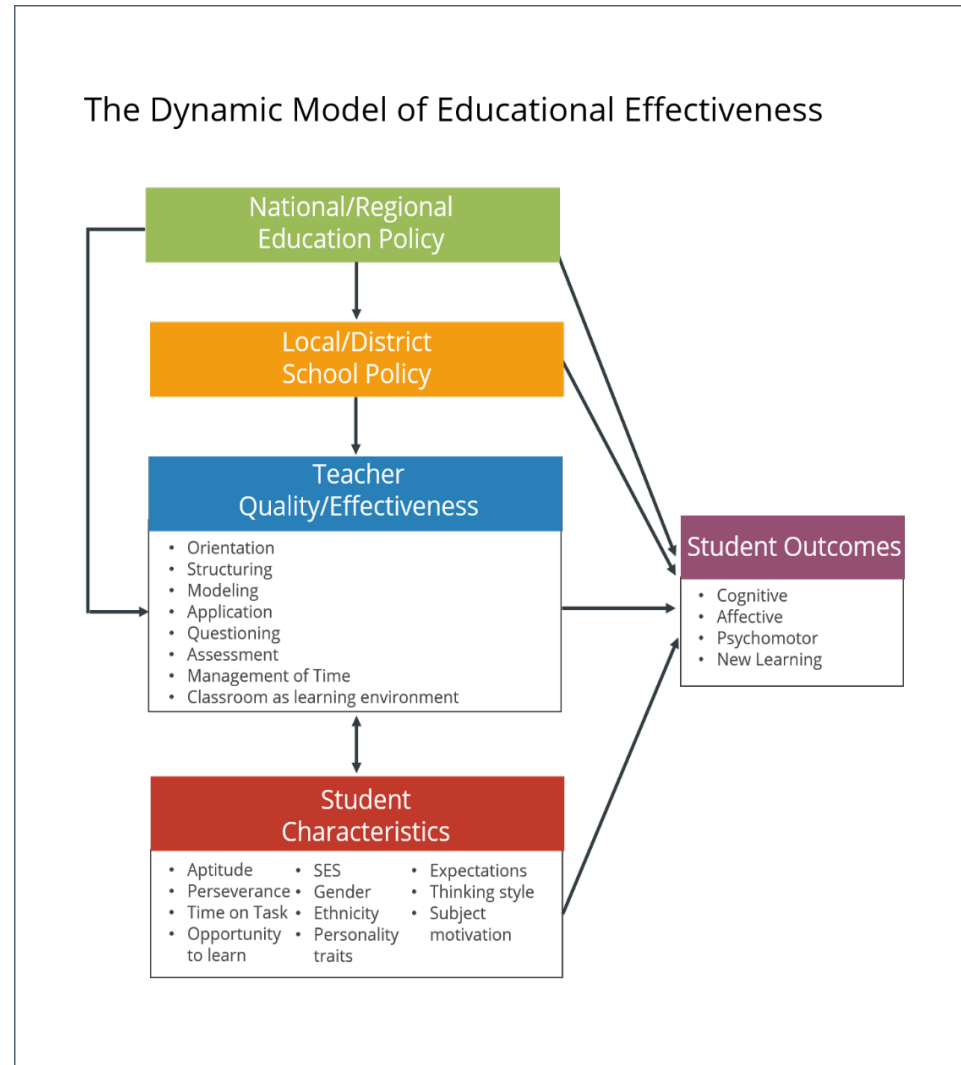 The Dynamic Model of Educational Effectiveness
National/Regional
Education Policy
Local/District
School Policy
Teacher
Quality/Effectiveness
• Orientation
• Structuring
• Modeling
• Application
• Questioning
• Assessment
• Management of Time
• Classroom as learning environment
Student Outcomes
• Cognitive
• Affective
• Psychomotor
• New Learning
Student
Characteristics
• Aptitude
• Perseverance
• Time on Task
• Opportunity
to learn
• SES
• Gender
• Ethnicity
• Personality
traits
• Expectations
• Thinking style
• Subject
motivation